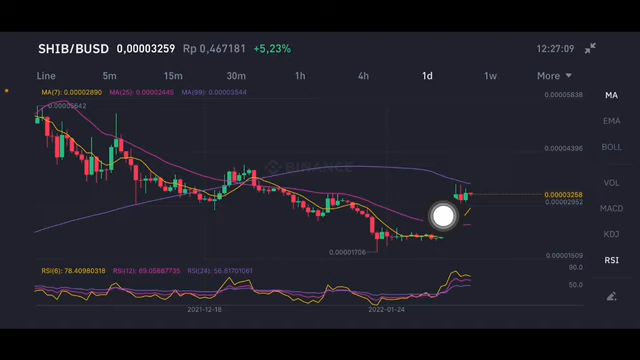 SHIB/BUSD 0,00003259 Rp 0,467181 +5,23% 12:27:09
Line 5m 15m 30m 1h 4h 1d 1w More
MA(7): 0.00002890 MA(25): 0.00002445 MA(99): 0.00003544
0.00005838
MA
0.00005642
EMA
0.00004396
BOLL
BINANCE
VOL
0.00003258
0.00002952
MACD
KDJ
0.00001706
0.00001509
RSI(6): 78.40980318 RSI(12): 69.05887735 RSI(24): 56.81701061
90.0
RSI
60.0
2021-12-18 2022-01-24